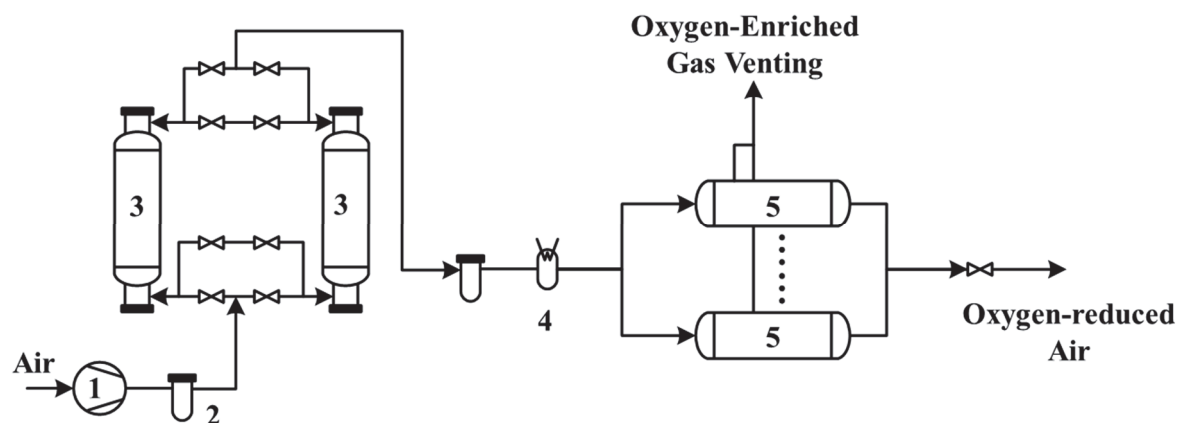 Oxygen-Enriched
Gas Venting
3
3
5
4
5
Oxygen-reduced
Air
Air
1
2